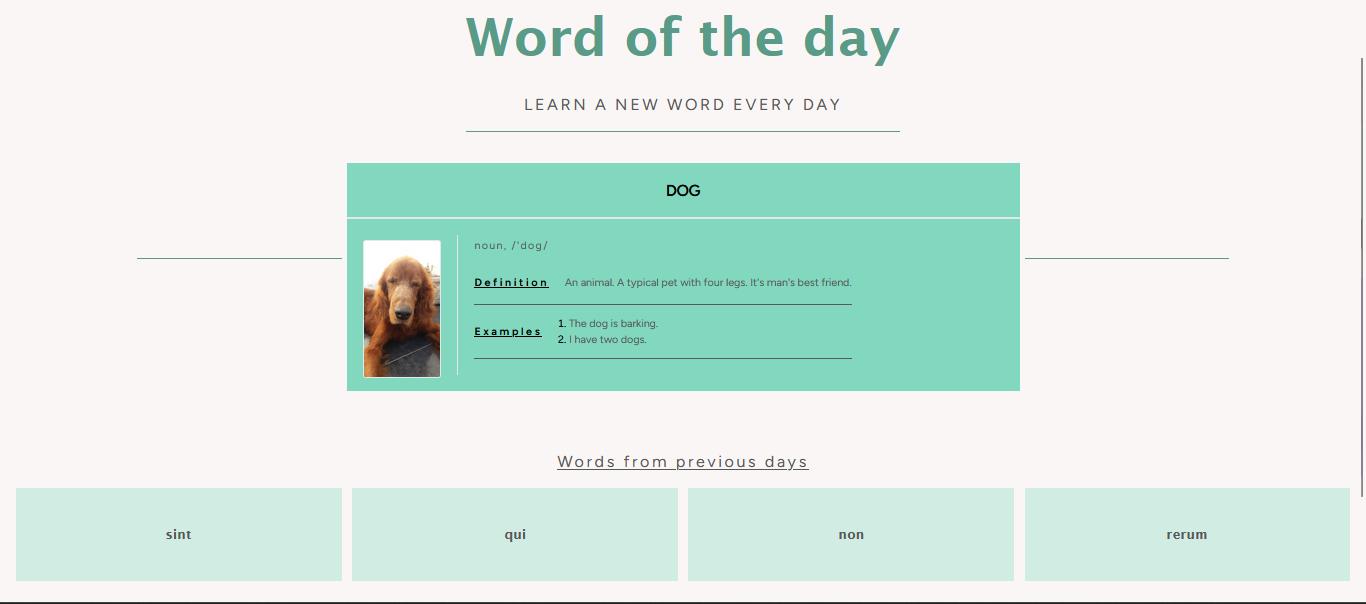 Word of the day
LEARN A NEW WORD EVERY DAY
DOG
noun, /'dog/
Definition An animal. A typical pet with four legs. It's man's best friend.
Examples
1. The dog is barking.
2. I have two dogs.
Words from previous days
sint
qui
non
rerum